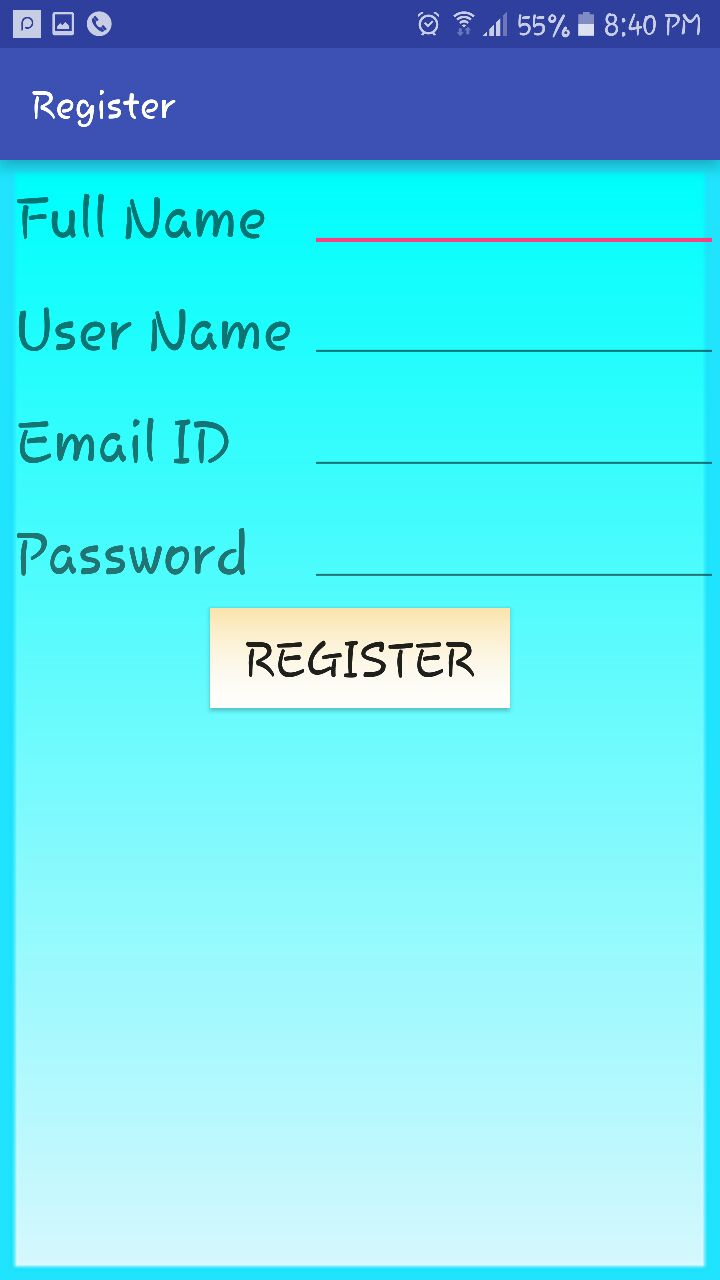 55% 8:40 PM
Register
Full Name
User Name
Email ID
Password
REGISTER